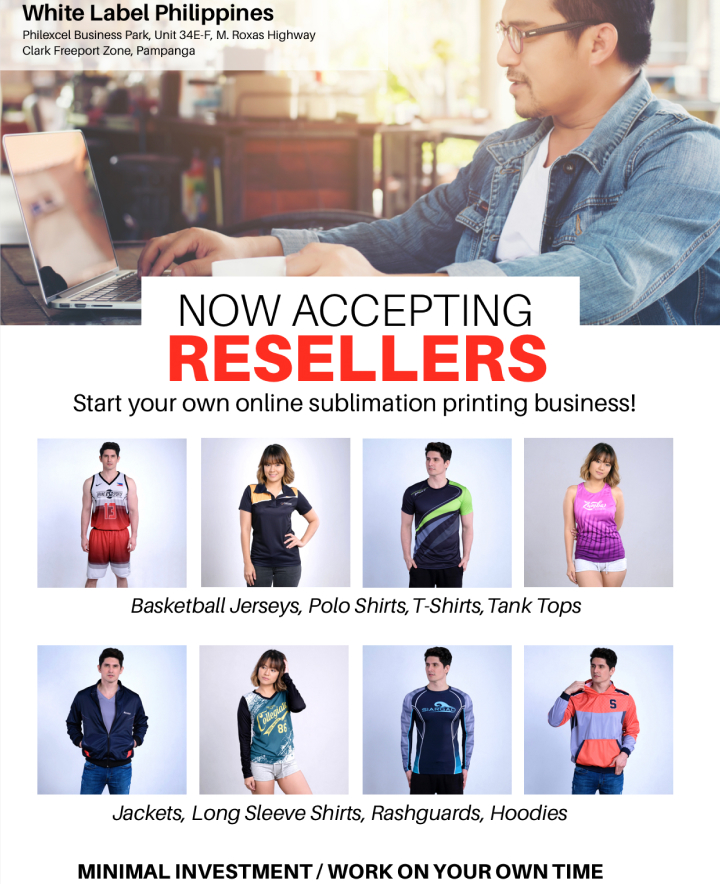 White Label Philippines
Philexcel Business Park, Unit 34E-F, M. Roxas Highway
Clark Freeport Zone, Pampanga
NOW ACCEPTING
RESELLERS
Start your own online sublimation printing business!
Basketball Jerseys, Polo Shirts, T-Shirts, Tank Tops
86
S
Jackets, Long Sleeve Shirts, Rashguards, Hoodies
MINIMAL INVESTMENT / WORK ON YOUR OWN TIME